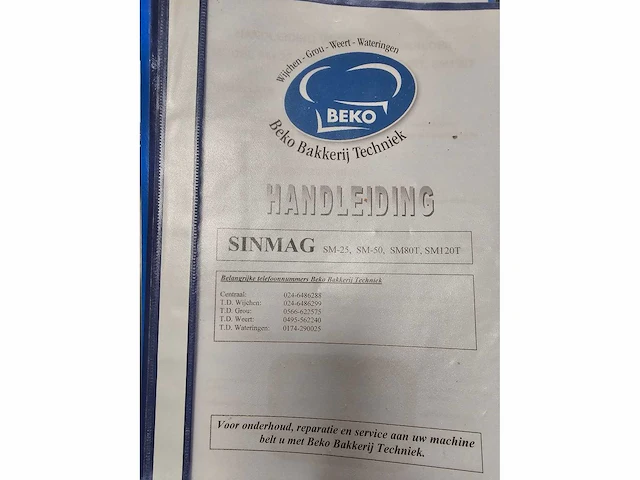 Wijchen - Grou - Weert - Wateringen
BEKO
Beko Bakkerij Techniek
HANDLEIDING
SINMAG SM-25, SM-50, SM80T, SM120T
Belangrijke telefoonnummers Beko Bakkerij Techniek
Centraal: 024-6486288
T.D. Wijchen: 024-6486299
T.D. Grou: 0566-622575
T.D. Weert: 0495-562240
T.D. Wateringen: 0174-290025
Voor onderhoud, reparatie en service aan uw machine
belt u met Beko Bakkerij Techniek.